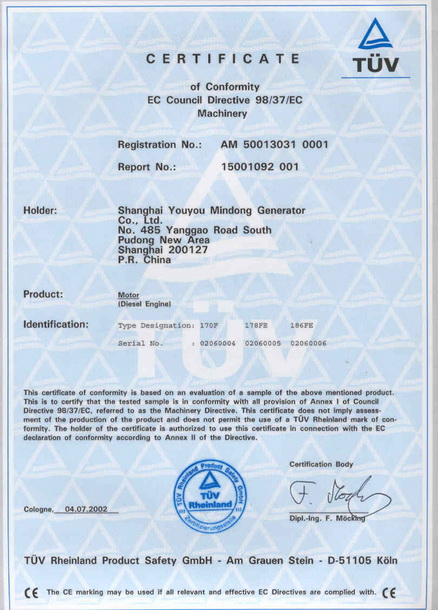 CERTIFICATE
TÜV
of Conformity
EC Council Directive 98/37/EC
Machinery
Registration No.: AM 50013031 0001
Report No.: 15001092 001
Holder: Shanghai Youyou Mindong Generator
Co., Ltd.
No. 485 Yanggao Road South
Pudong New Area
Shanghai 200127
P.R. China
Product: Motor
(Diesel Engine)
Identification: Type Designation: 170F 178FE 186FE
Serial No. : 02060004 02060005 02060006
TÜV
This certificate of conformity is based on an evaluation of a sample of the above mentioned product.
This is to certify that the tested sample is in conformity with all provision of Annex I of Council
Directive 98/37/EC, referred to as the Machinery Directive. This certificate does not imply assess-
ment of the production of the product and does not permit the use of a TÜV Rheinland mark of con-
formity. The holder of the certificate is authorized to use this certificate in connection with the EC
declaration of conformity according to Annex II of the Directive.
Certification Body
TÜV Rheinland Product Safety GmbH
TÜV
Rheinland
Zertifizierungsstelle
Cologne, 04.07.2002
Dipl.-Ing. F. Möcking
TÜV Rheinland Product Safety GmbH - Am Grauen Stein - D-51105 Köln
CE The CE marking may be used if all relevant and effective EC Directives are complied with. CE